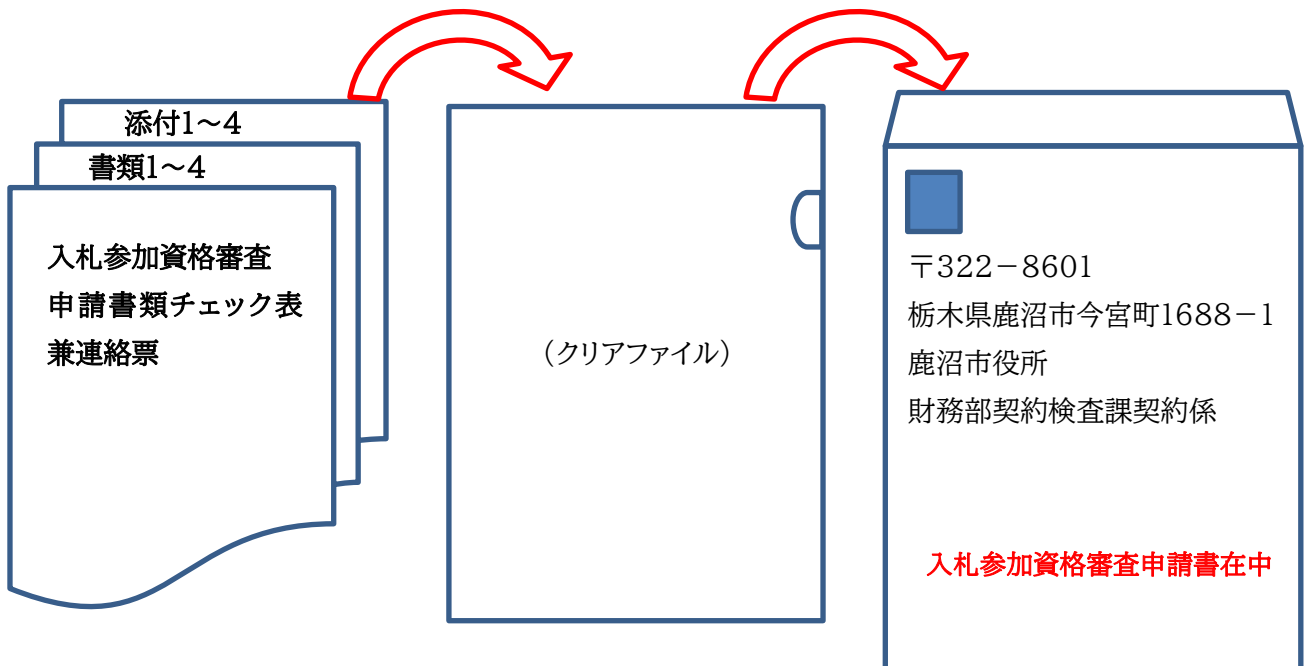 添付1～4
書類1～4
入札参加資格審査
申請書類チェック表
兼連絡票
（クリアファイル）
〒322－8601
栃木県鹿沼市今宮町1688－1
鹿沼市役所
財務部契約検査課契約係
入札参加資格審査申請書在中